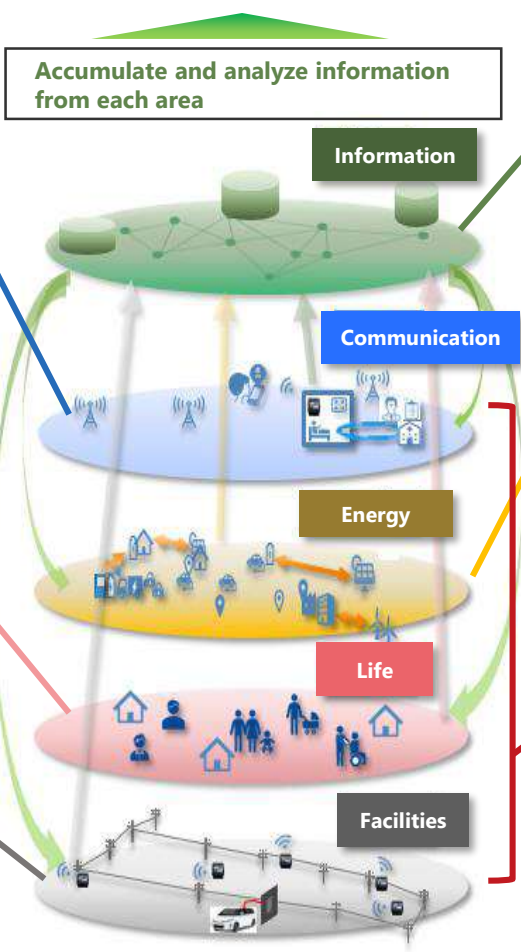 Accumulate and analyze information
from each area
Information
Communication
Energy
Life
Facilities